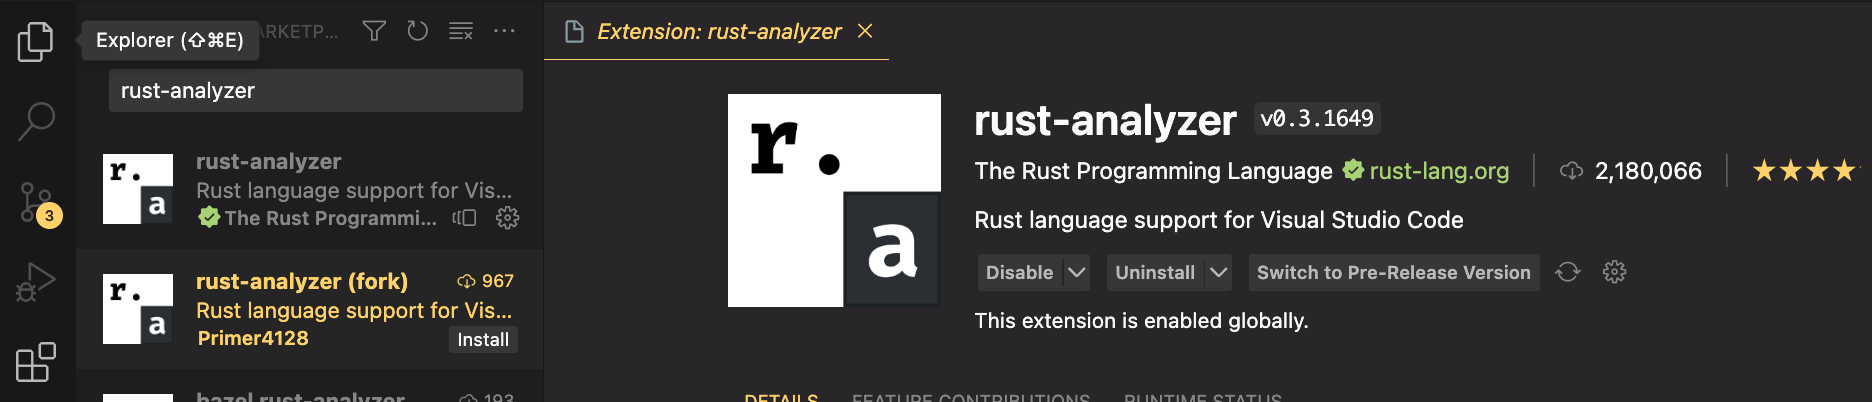 Explorer (⇧⌘E)
ARKETP...
rust-analyzer
rust-analyzer
Rust language support for Vis...
The Rust Programmi...
3
rust-analyzer (fork) 967
Rust language support for Vis...
Primer4128 Install
bazel rust-analyzer 193
Extension: rust-analyzer
r.
a
rust-analyzer v0.3.1649
The Rust Programming Language rust-lang.org 2,180,066
Rust language support for Visual Studio Code
Disable Uninstall Switch to Pre-Release Version
This extension is enabled globally.
DETAILS FEATURE CONTRIBUTIONS RUNTIME STATUS